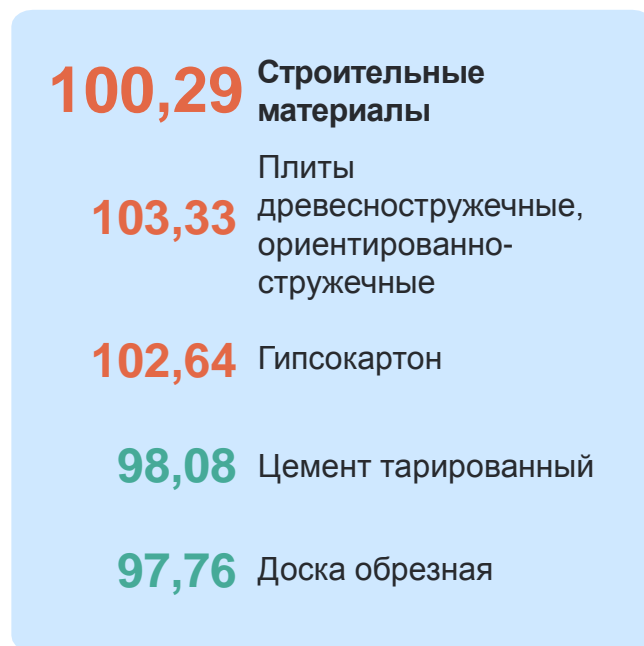 100,29 Строительные
материалы
Плиты
103,33 древесностружечные,
ориентированно-
стружечные
102,64 Гипсокартон
98,08 Цемент тарированный
97,76 Доска обрезная